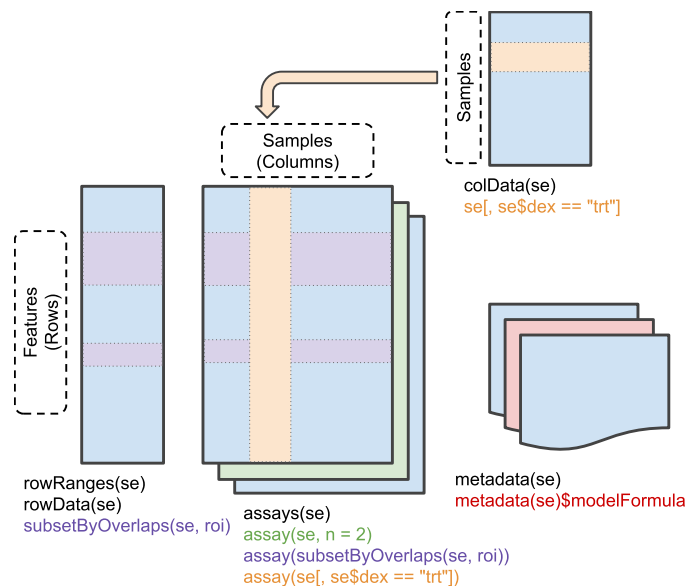 Samples
colData(se)
se[, se$dex == "trt"]
Samples
(Columns)
Features
(Rows)
rowRanges(se)
rowData(se)
subsetByOverlaps(se, roi)
assays(se)
assay(se, n = 2)
assay(subsetByOverlaps(se, roi))
assay(se[, se$dex == "trt"])
metadata(se)
metadata(se)$modelFormula